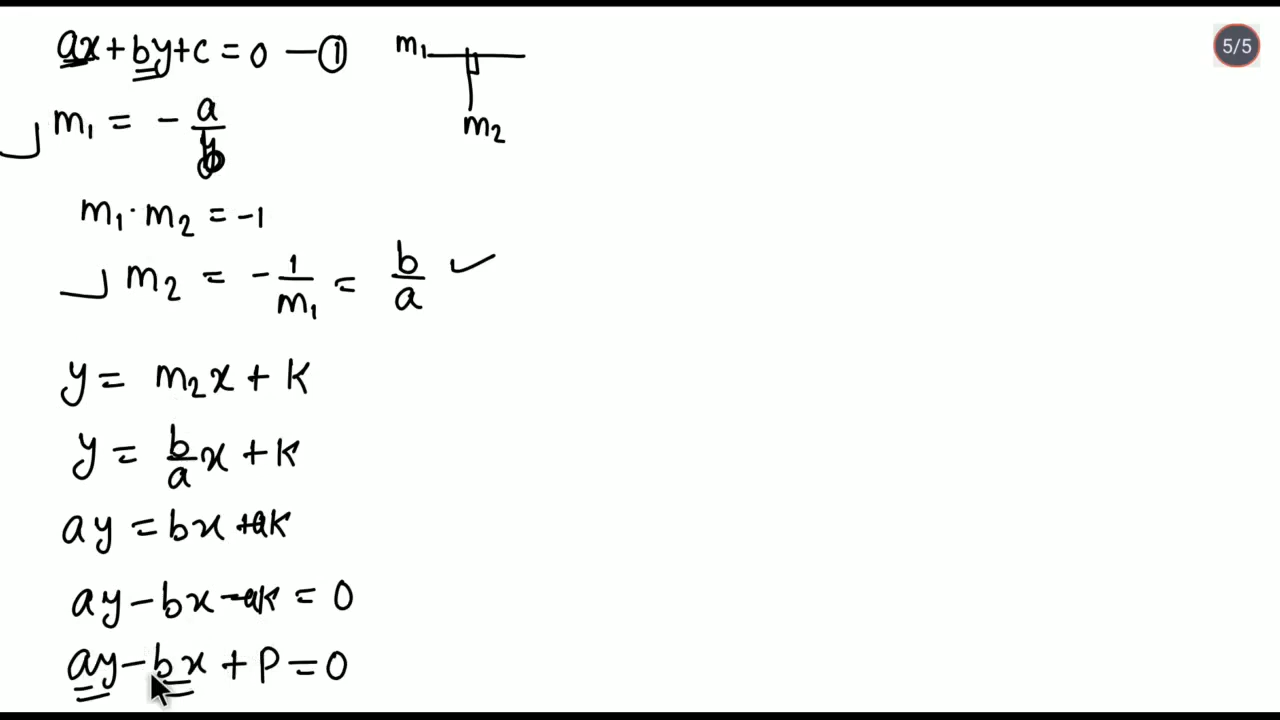 ax + by + c = 0 — ①
m₁
m₂
5/5
m₁ = - a/b
m₁ · m₂ = -1
m₂ = - 1/m₁ = b/a ✓
y = m₂x + k
y = b/a x + k
ay = bx + ak
ay - bx - ak = 0
ay - bx + P = 0